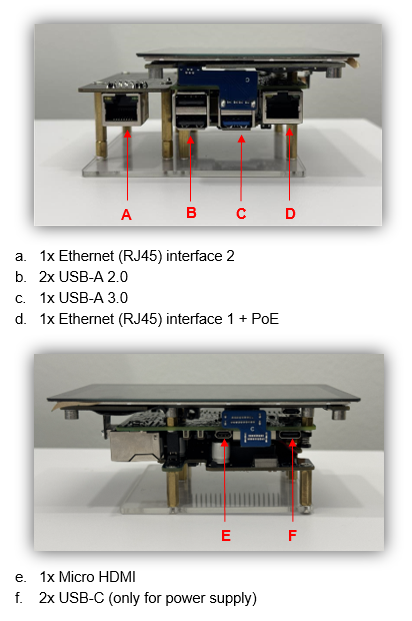 A B C D
a. 1x Ethernet (RJ45) interface 2
b. 2x USB-A 2.0
c. 1x USB-A 3.0
d. 1x Ethernet (RJ45) interface 1 + PoE
E F
e. 1x Micro HDMI
f. 2x USB-C (only for power supply)